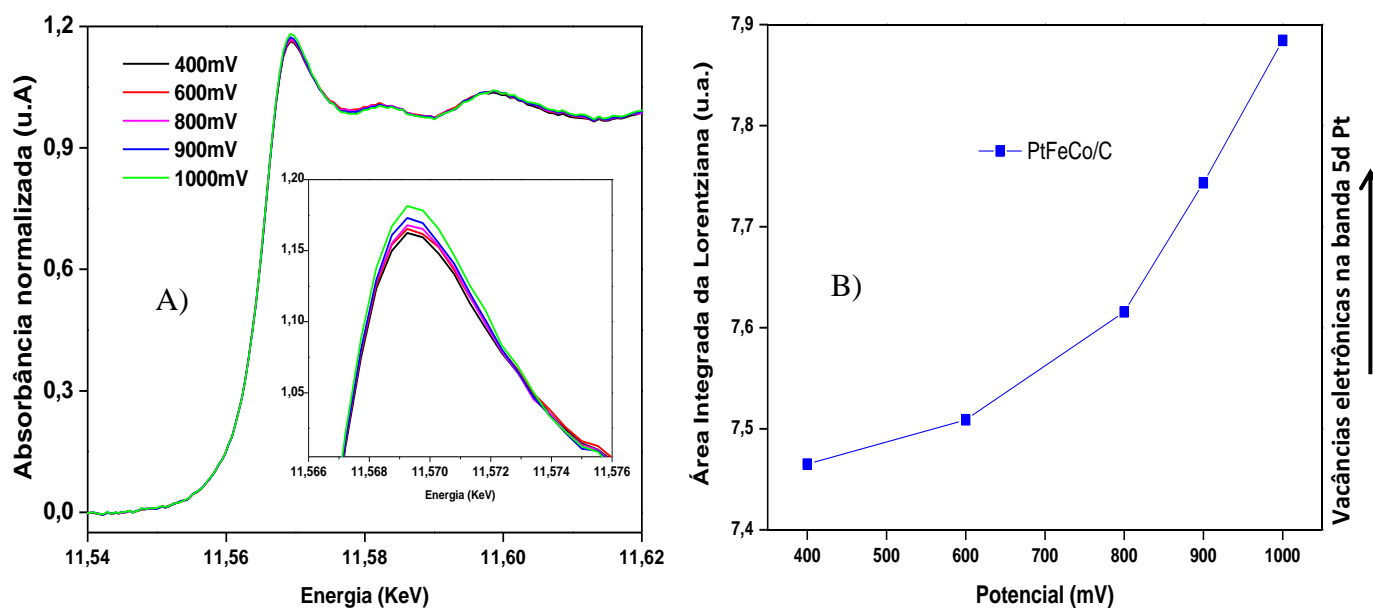 Absorbância normalizada (u.A)
1,2
0,9
0,6
0,3
0,0
400mV
600mV
800mV
900mV
1000mV
A)
1,20
1,15
1,10
1,05
11,566
11,568
11,570
11,572
11,574
11,576
Energia (KeV)
11,54
11,56
11,58
11,60
11,62
Energia (KeV)
Área Integrada da Lorentziana (u.a.)
7,9
7,8
7,7
7,6
7,5
7,4
PtFeCo/C
B)
400
500
600
700
800
900
1000
Potencial (mV)
Vacâncias eletrônicas na banda 5d Pt